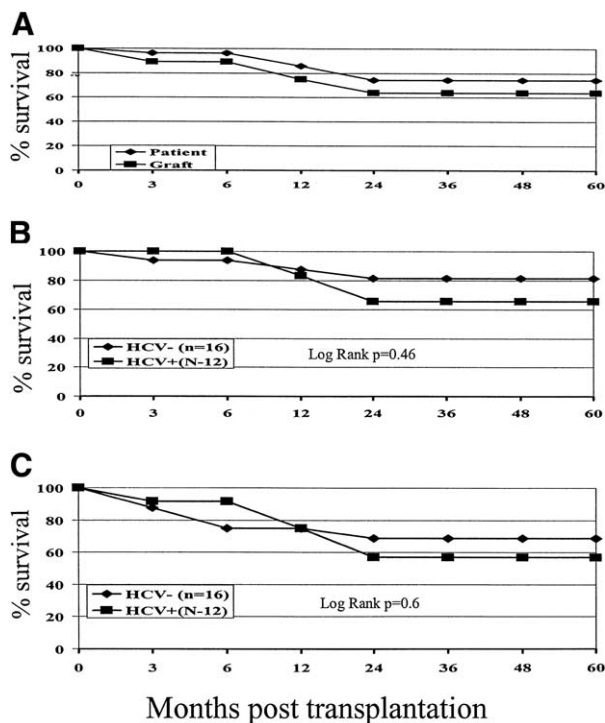 A
% survival
100
80
60
40
20
0
Patient
Graft
0 3 6 12 24 36 48 60
B
% survival
100
80
60
40
20
0
HCV- (n=16)
HCV+(N-12)
Log Rank p=0.46
0 3 6 12 24 36 48 60
C
% survival
100
80
60
40
20
0
HCV- (n=16)
HCV+(N-12)
Log Rank p=0.6
0 3 6 12 24 36 48 60
Months post transplantation